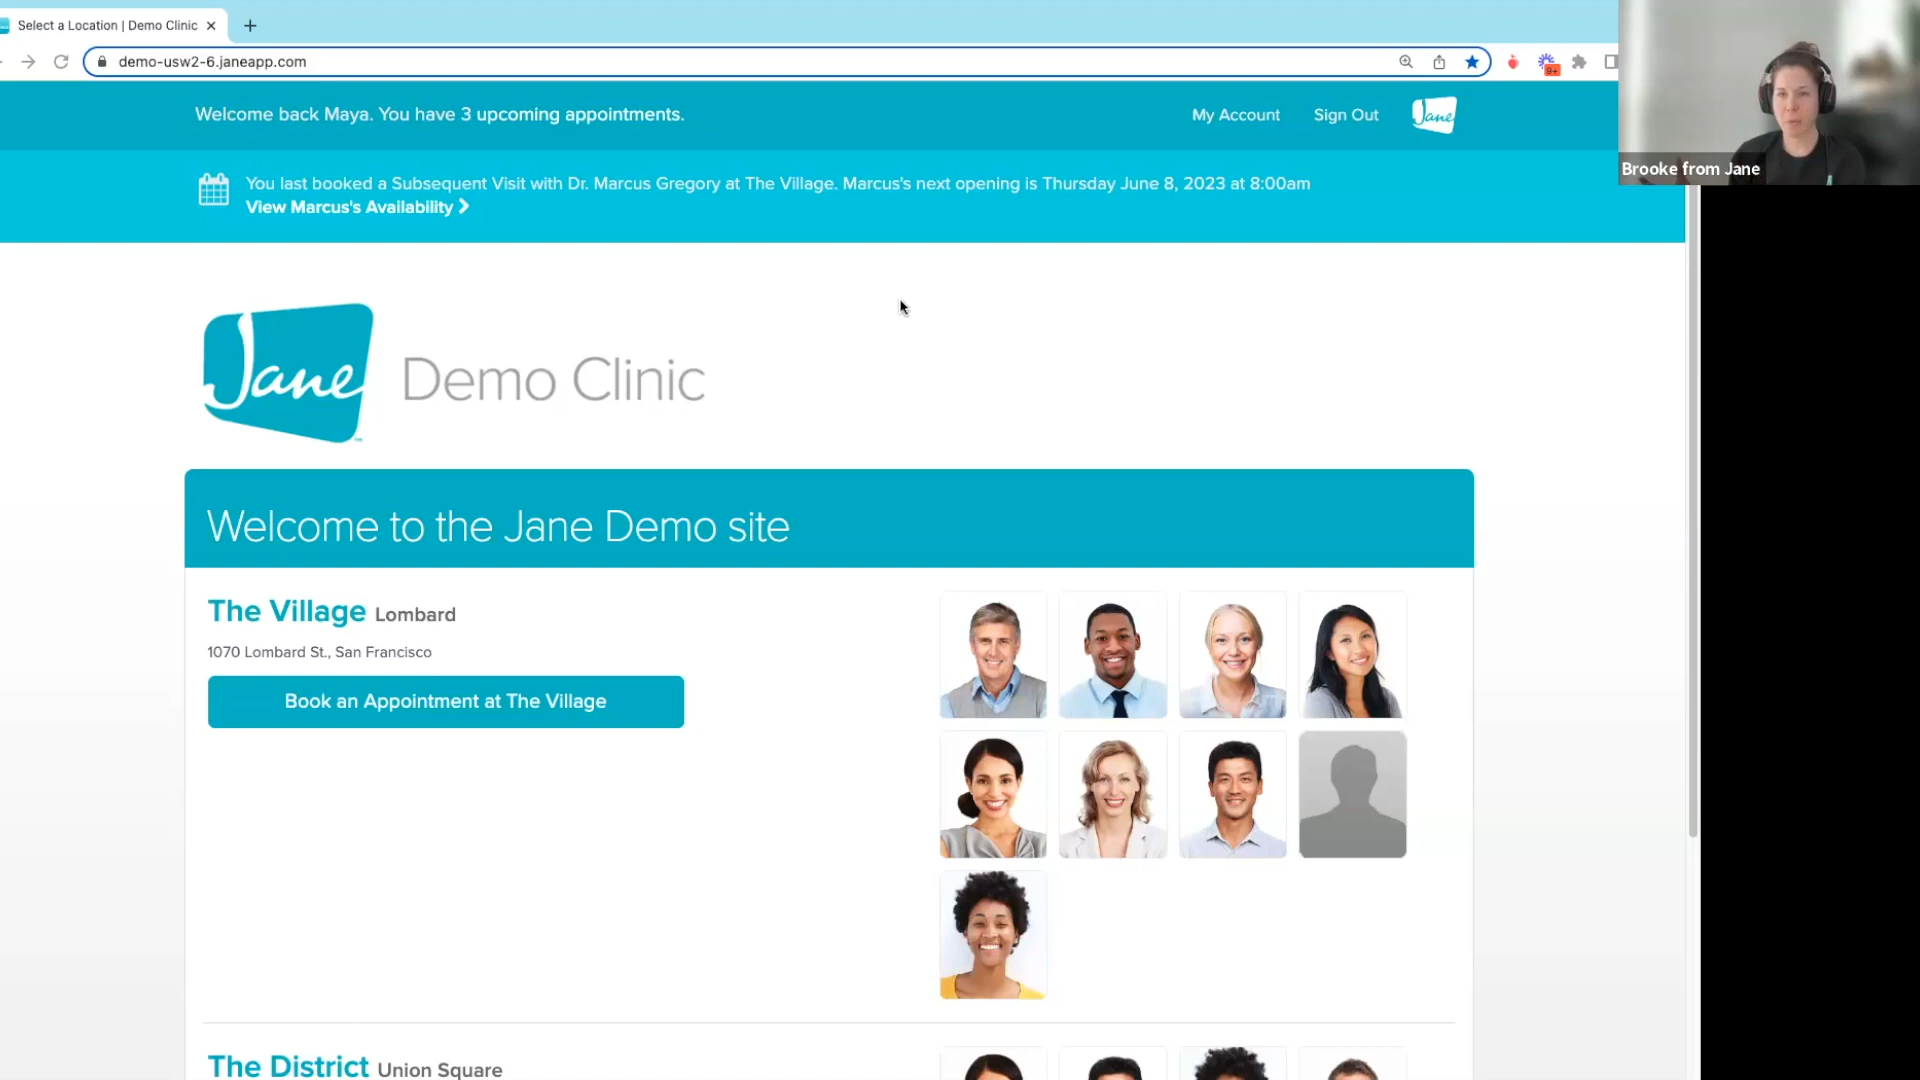 Select a Location | Demo Clinic
demo-usw2-6.janeapp.com
9+
Brooke from Jane
Welcome back Maya. You have 3 upcoming appointments.
My Account
Sign Out
Jane
You last booked a Subsequent Visit with Dr. Marcus Gregory at The Village. Marcus's next opening is Thursday June 8, 2023 at 8:00am
View Marcus's Availability
Jane
TM
Demo Clinic
Welcome to the Jane Demo site
The Village Lombard
1070 Lombard St., San Francisco
Book an Appointment at The Village
The District Union Square